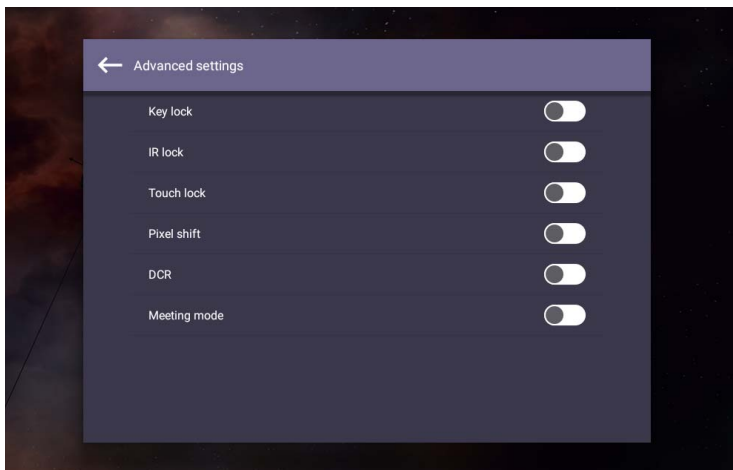 Advanced settings
Key lock
IR lock
Touch lock
Pixel shift
DCR
Meeting mode